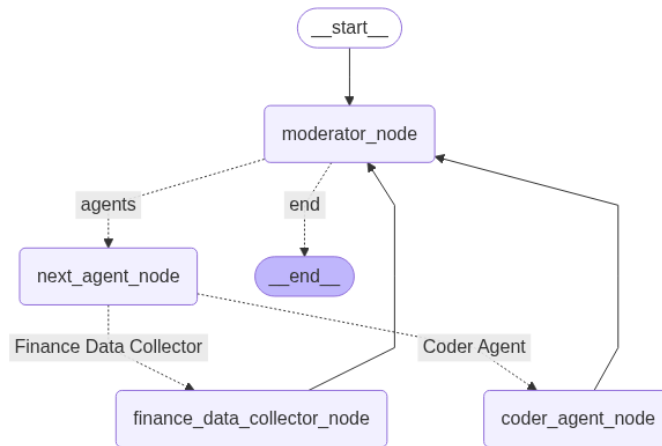 __start__
moderator_node
agents
end
next_agent_node
__end__
Finance Data Collector
Coder Agent
finance_data_collector_node
coder_agent_node